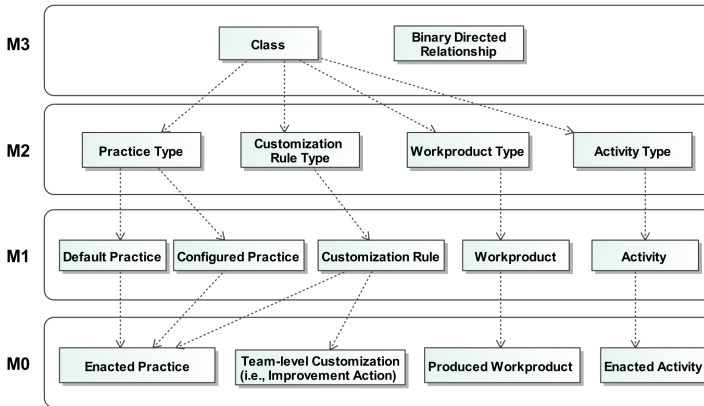 M3
Class
Binary Directed
Relationship
M2
Practice Type
Customization
Rule Type
Workproduct Type
Activity Type
M1
Default Practice
Configured Practice
Customization Rule
Workproduct
Activity
M0
Enacted Practice
Team-level Customization
(i.e., Improvement Action)
Produced Workproduct
Enacted Activity